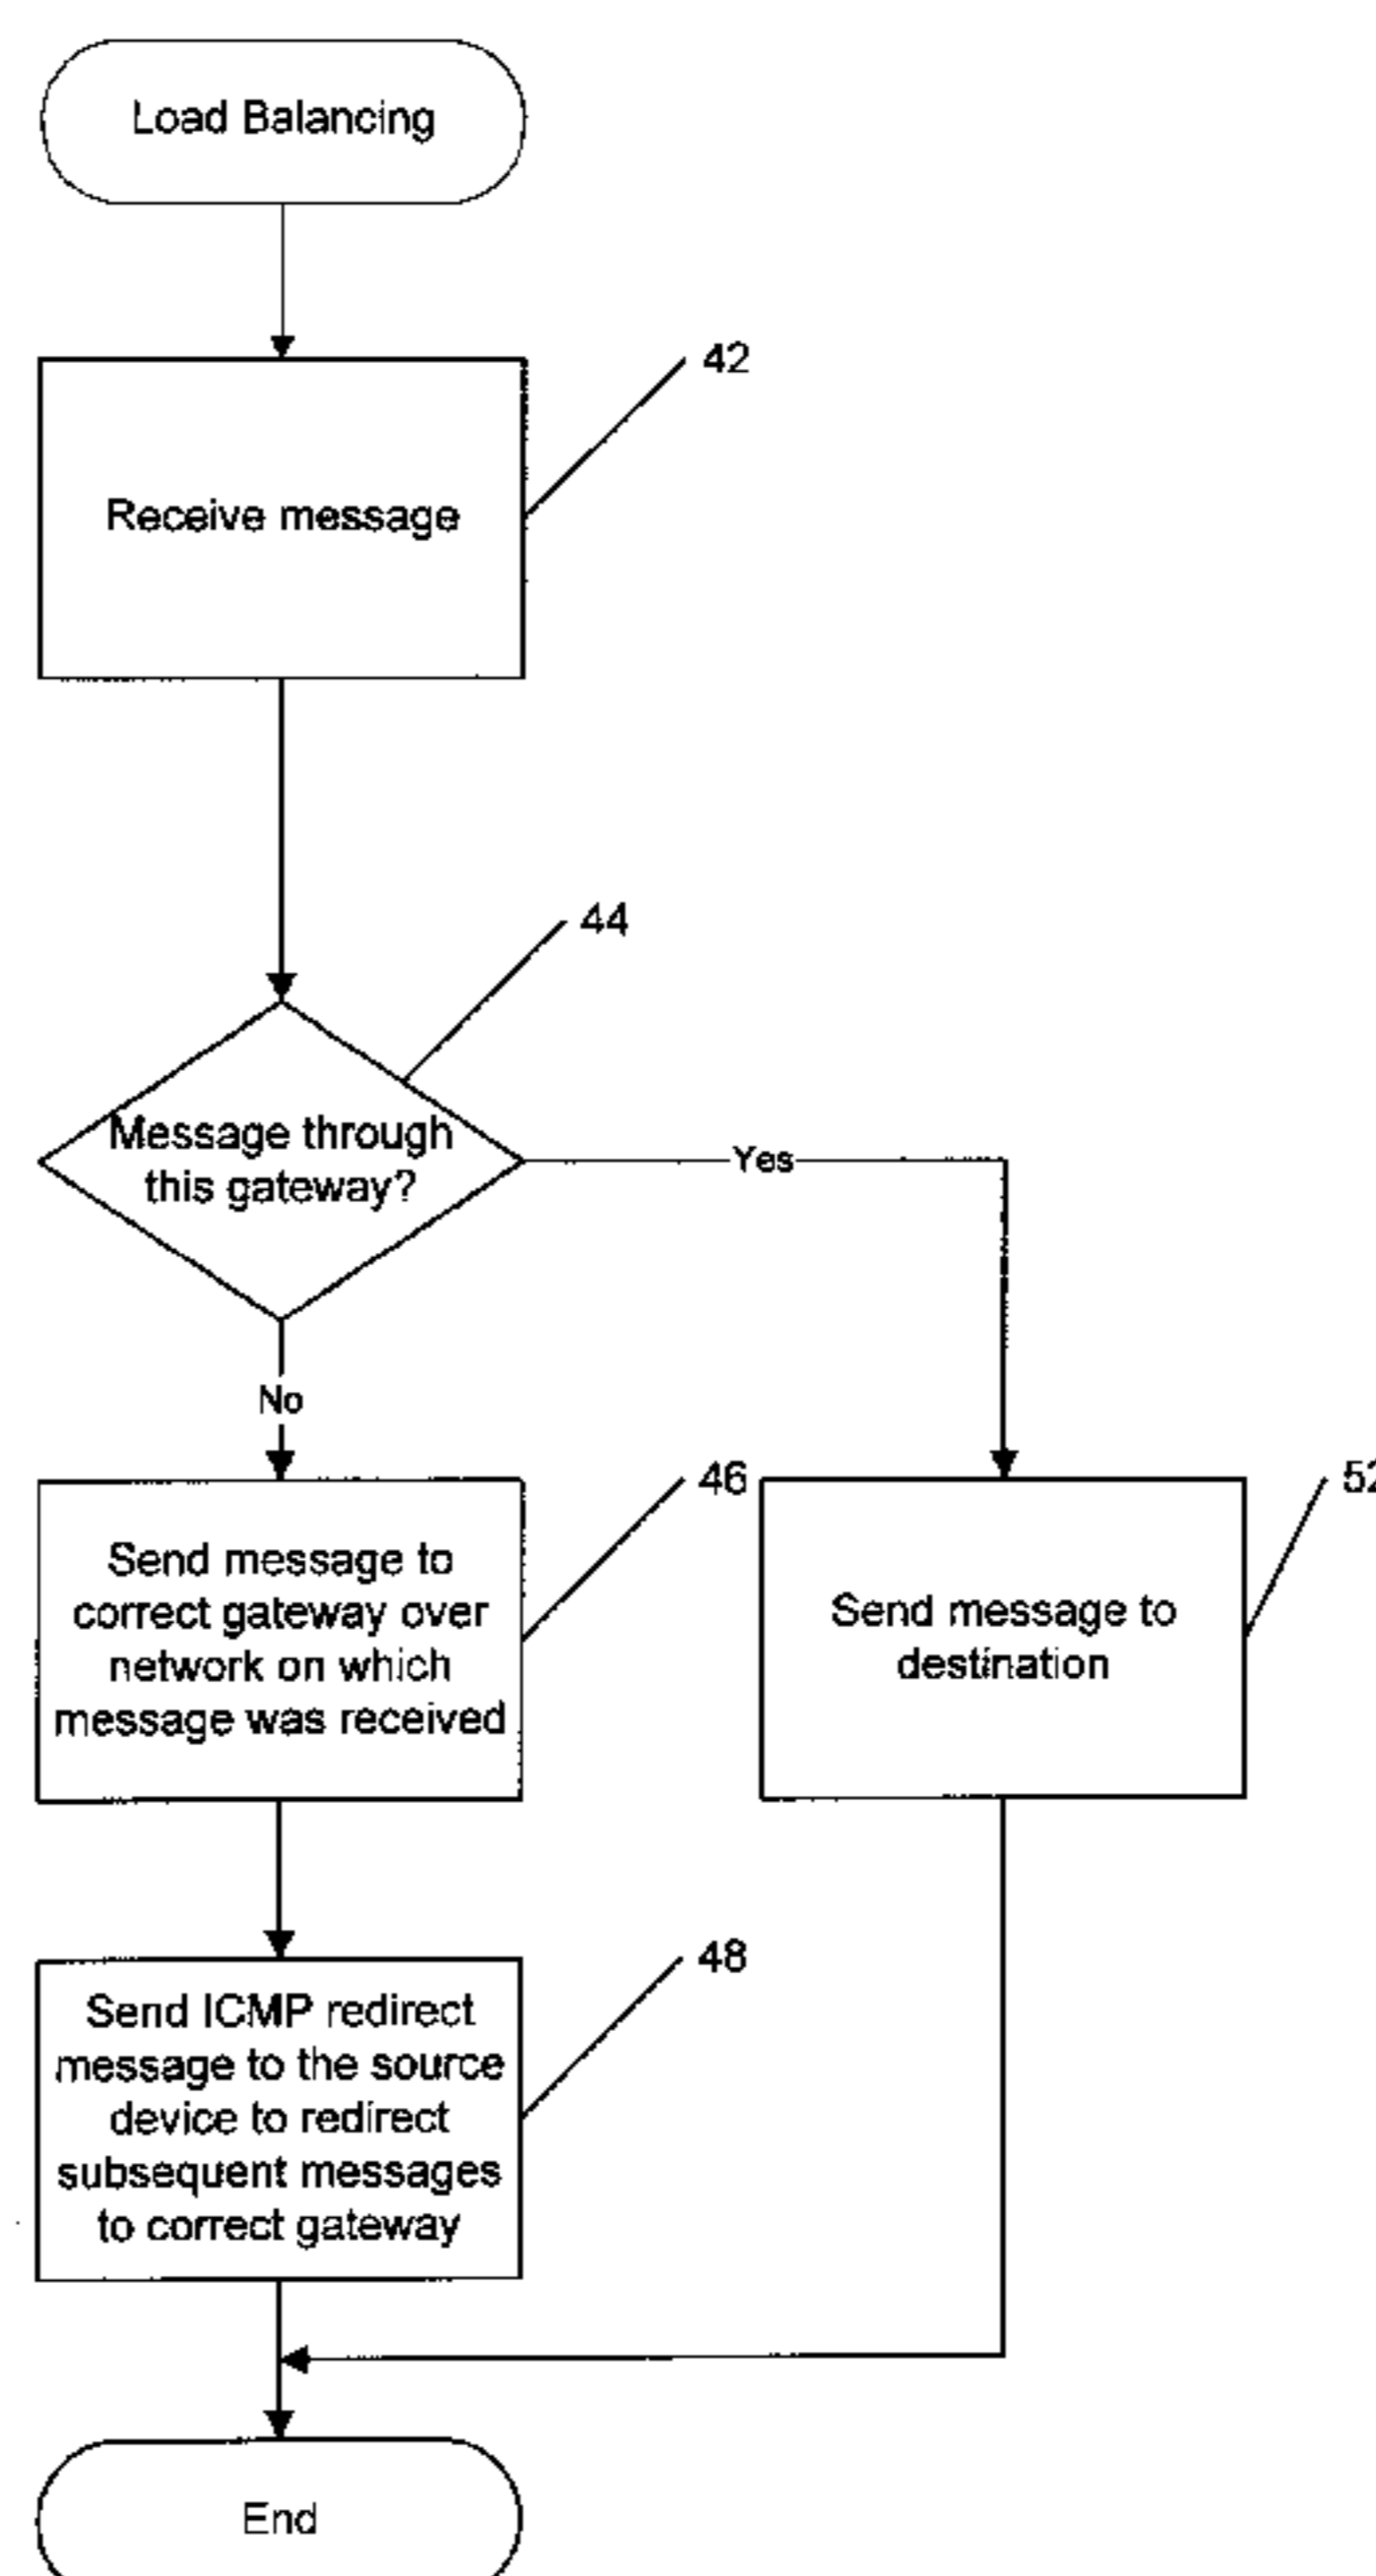 Load Balancing
42
Receive message
44
Message through
this gateway?
Yes
No
46
Send message to
correct gateway over
network on which
message was received
52
Send message to
destination
48
Send ICMP redirect
message to the source
device to redirect
subsequent messages
to correct gateway
End